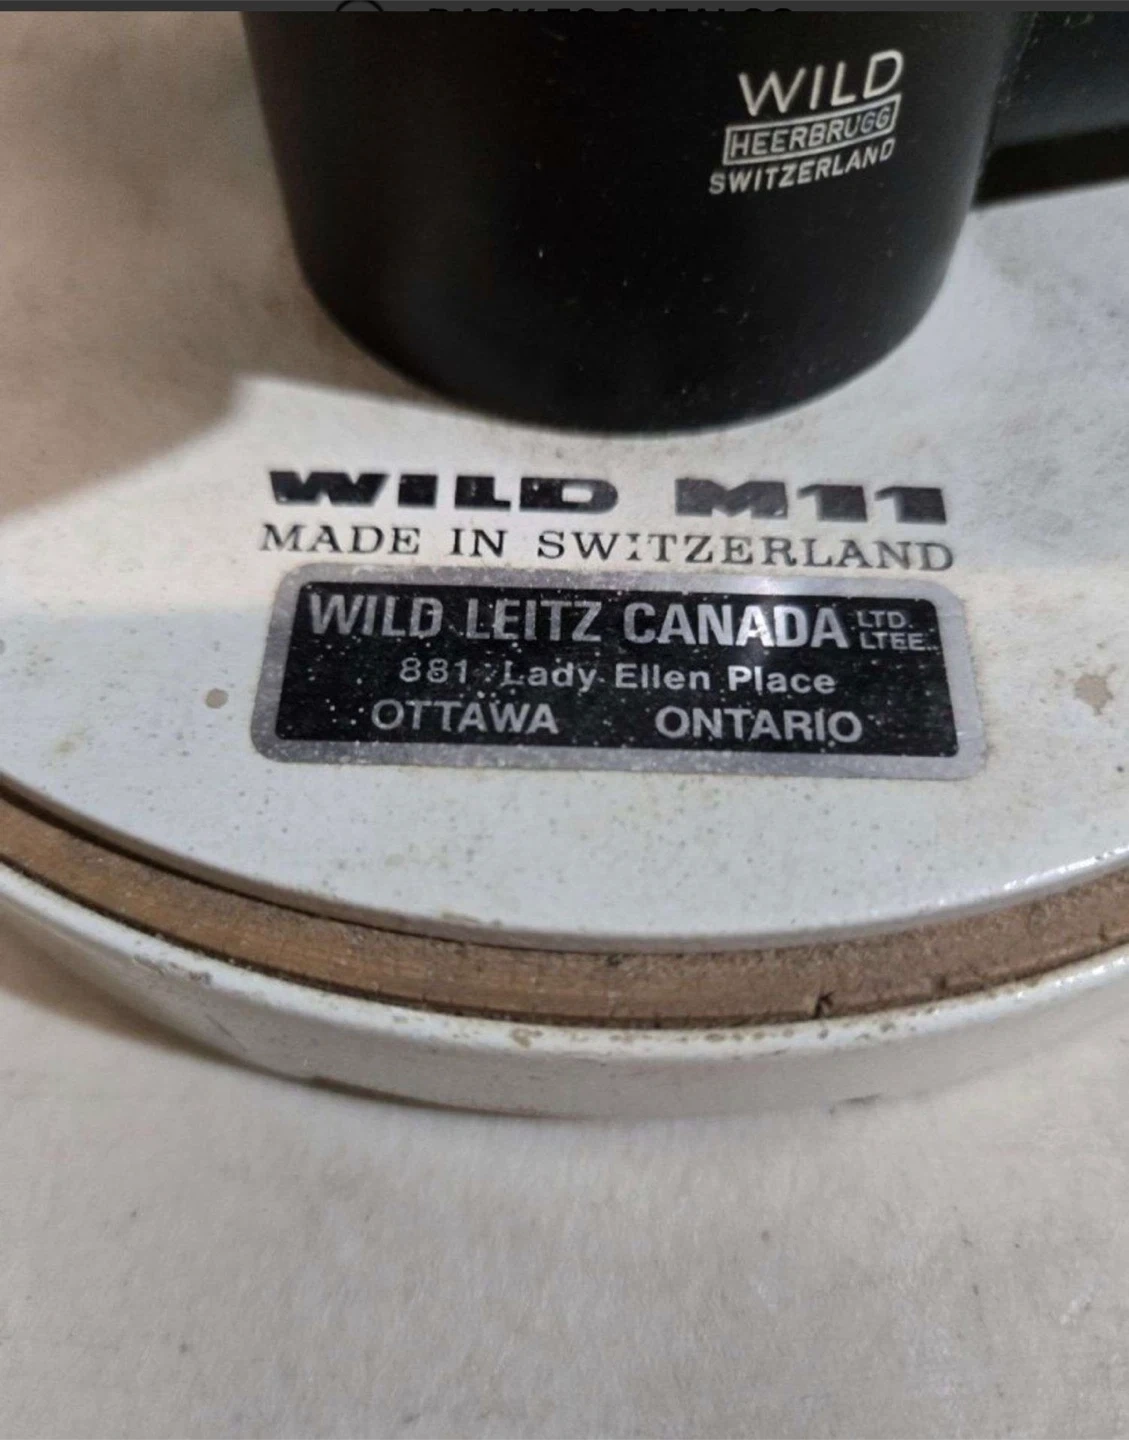 WILD
HEERBRUGG
SWITZERLAND
WILD M11
MADE IN SWITZERLAND
WILD LEITZ CANADA LTD. LTEE.
881 Lady Ellen Place
OTTAWA ONTARIO